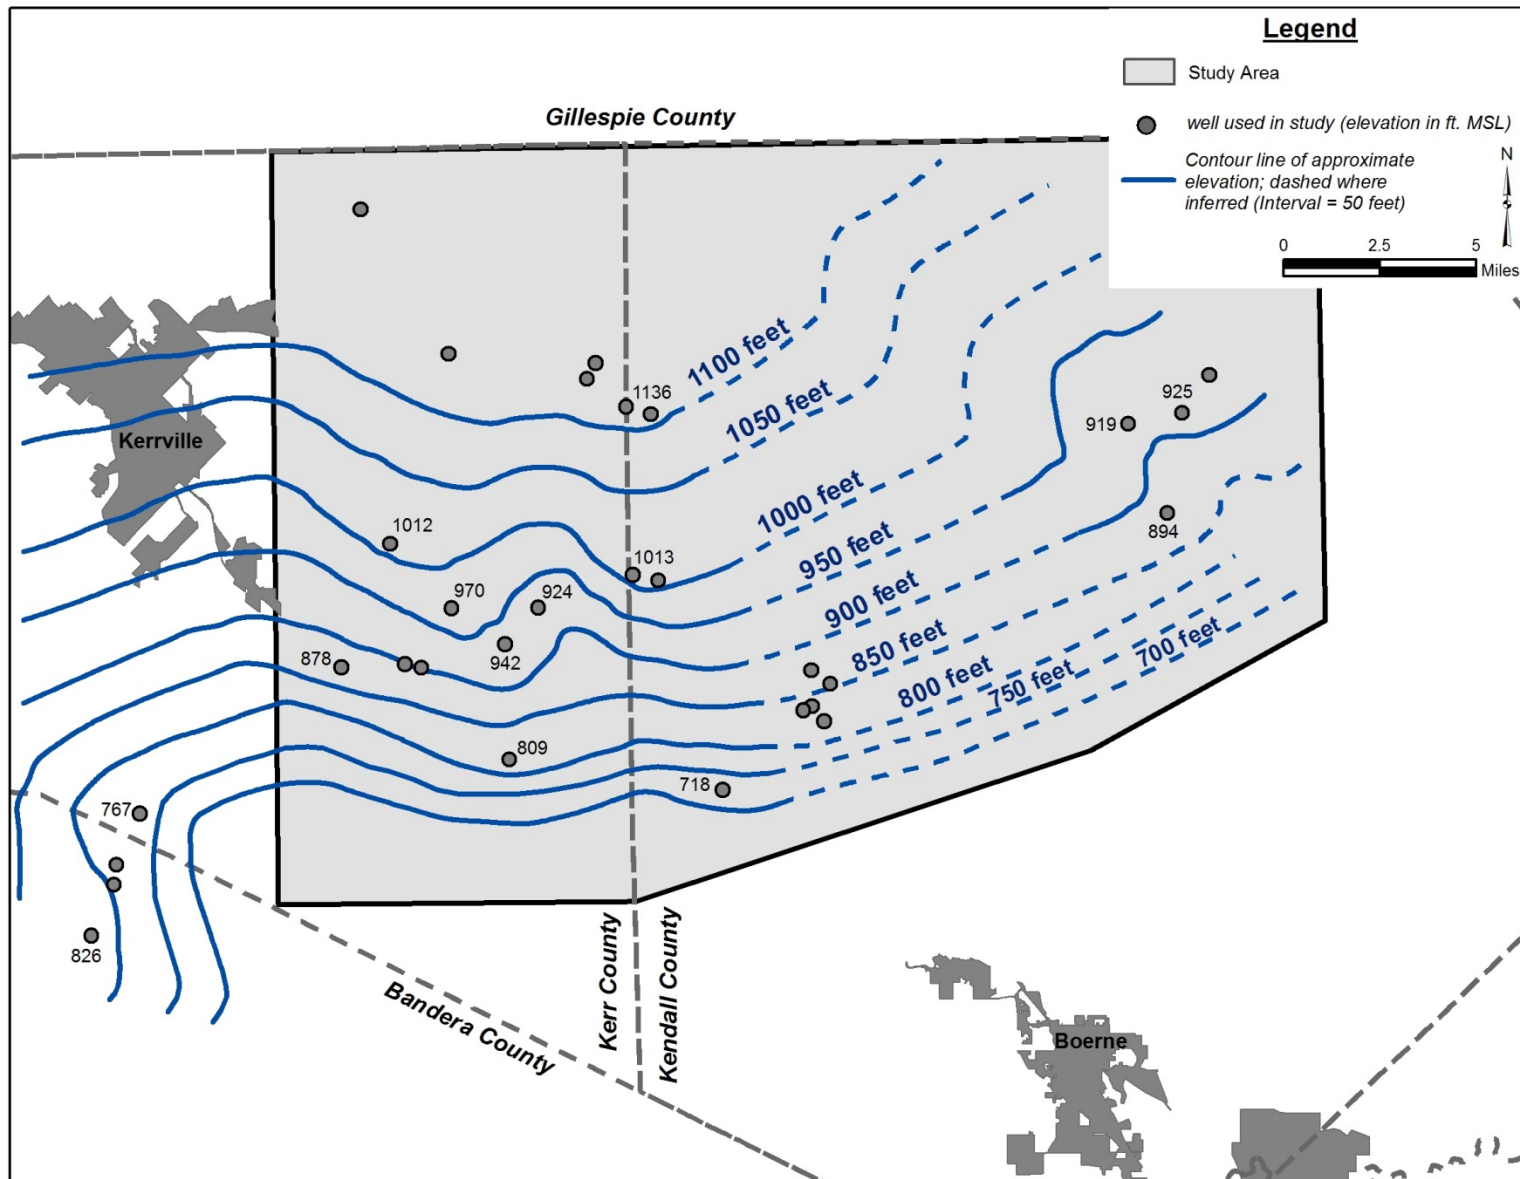 Legend
Study Area
Gillespie County
well used in study (elevation in ft. MSL)
Contour line of approximate
elevation; dashed where
inferred (Interval = 50 feet)
N
0 2.5 5
Miles
1100 feet
1136
1050 feet
925
919
Kerrville
1000 feet
1012
894
950 feet
1013
970
924
900 feet
850 feet
878
942
700 feet
800 feet
750 feet
809
718
767
826
Kerr County
Kendall County
Bandera County
Boerne